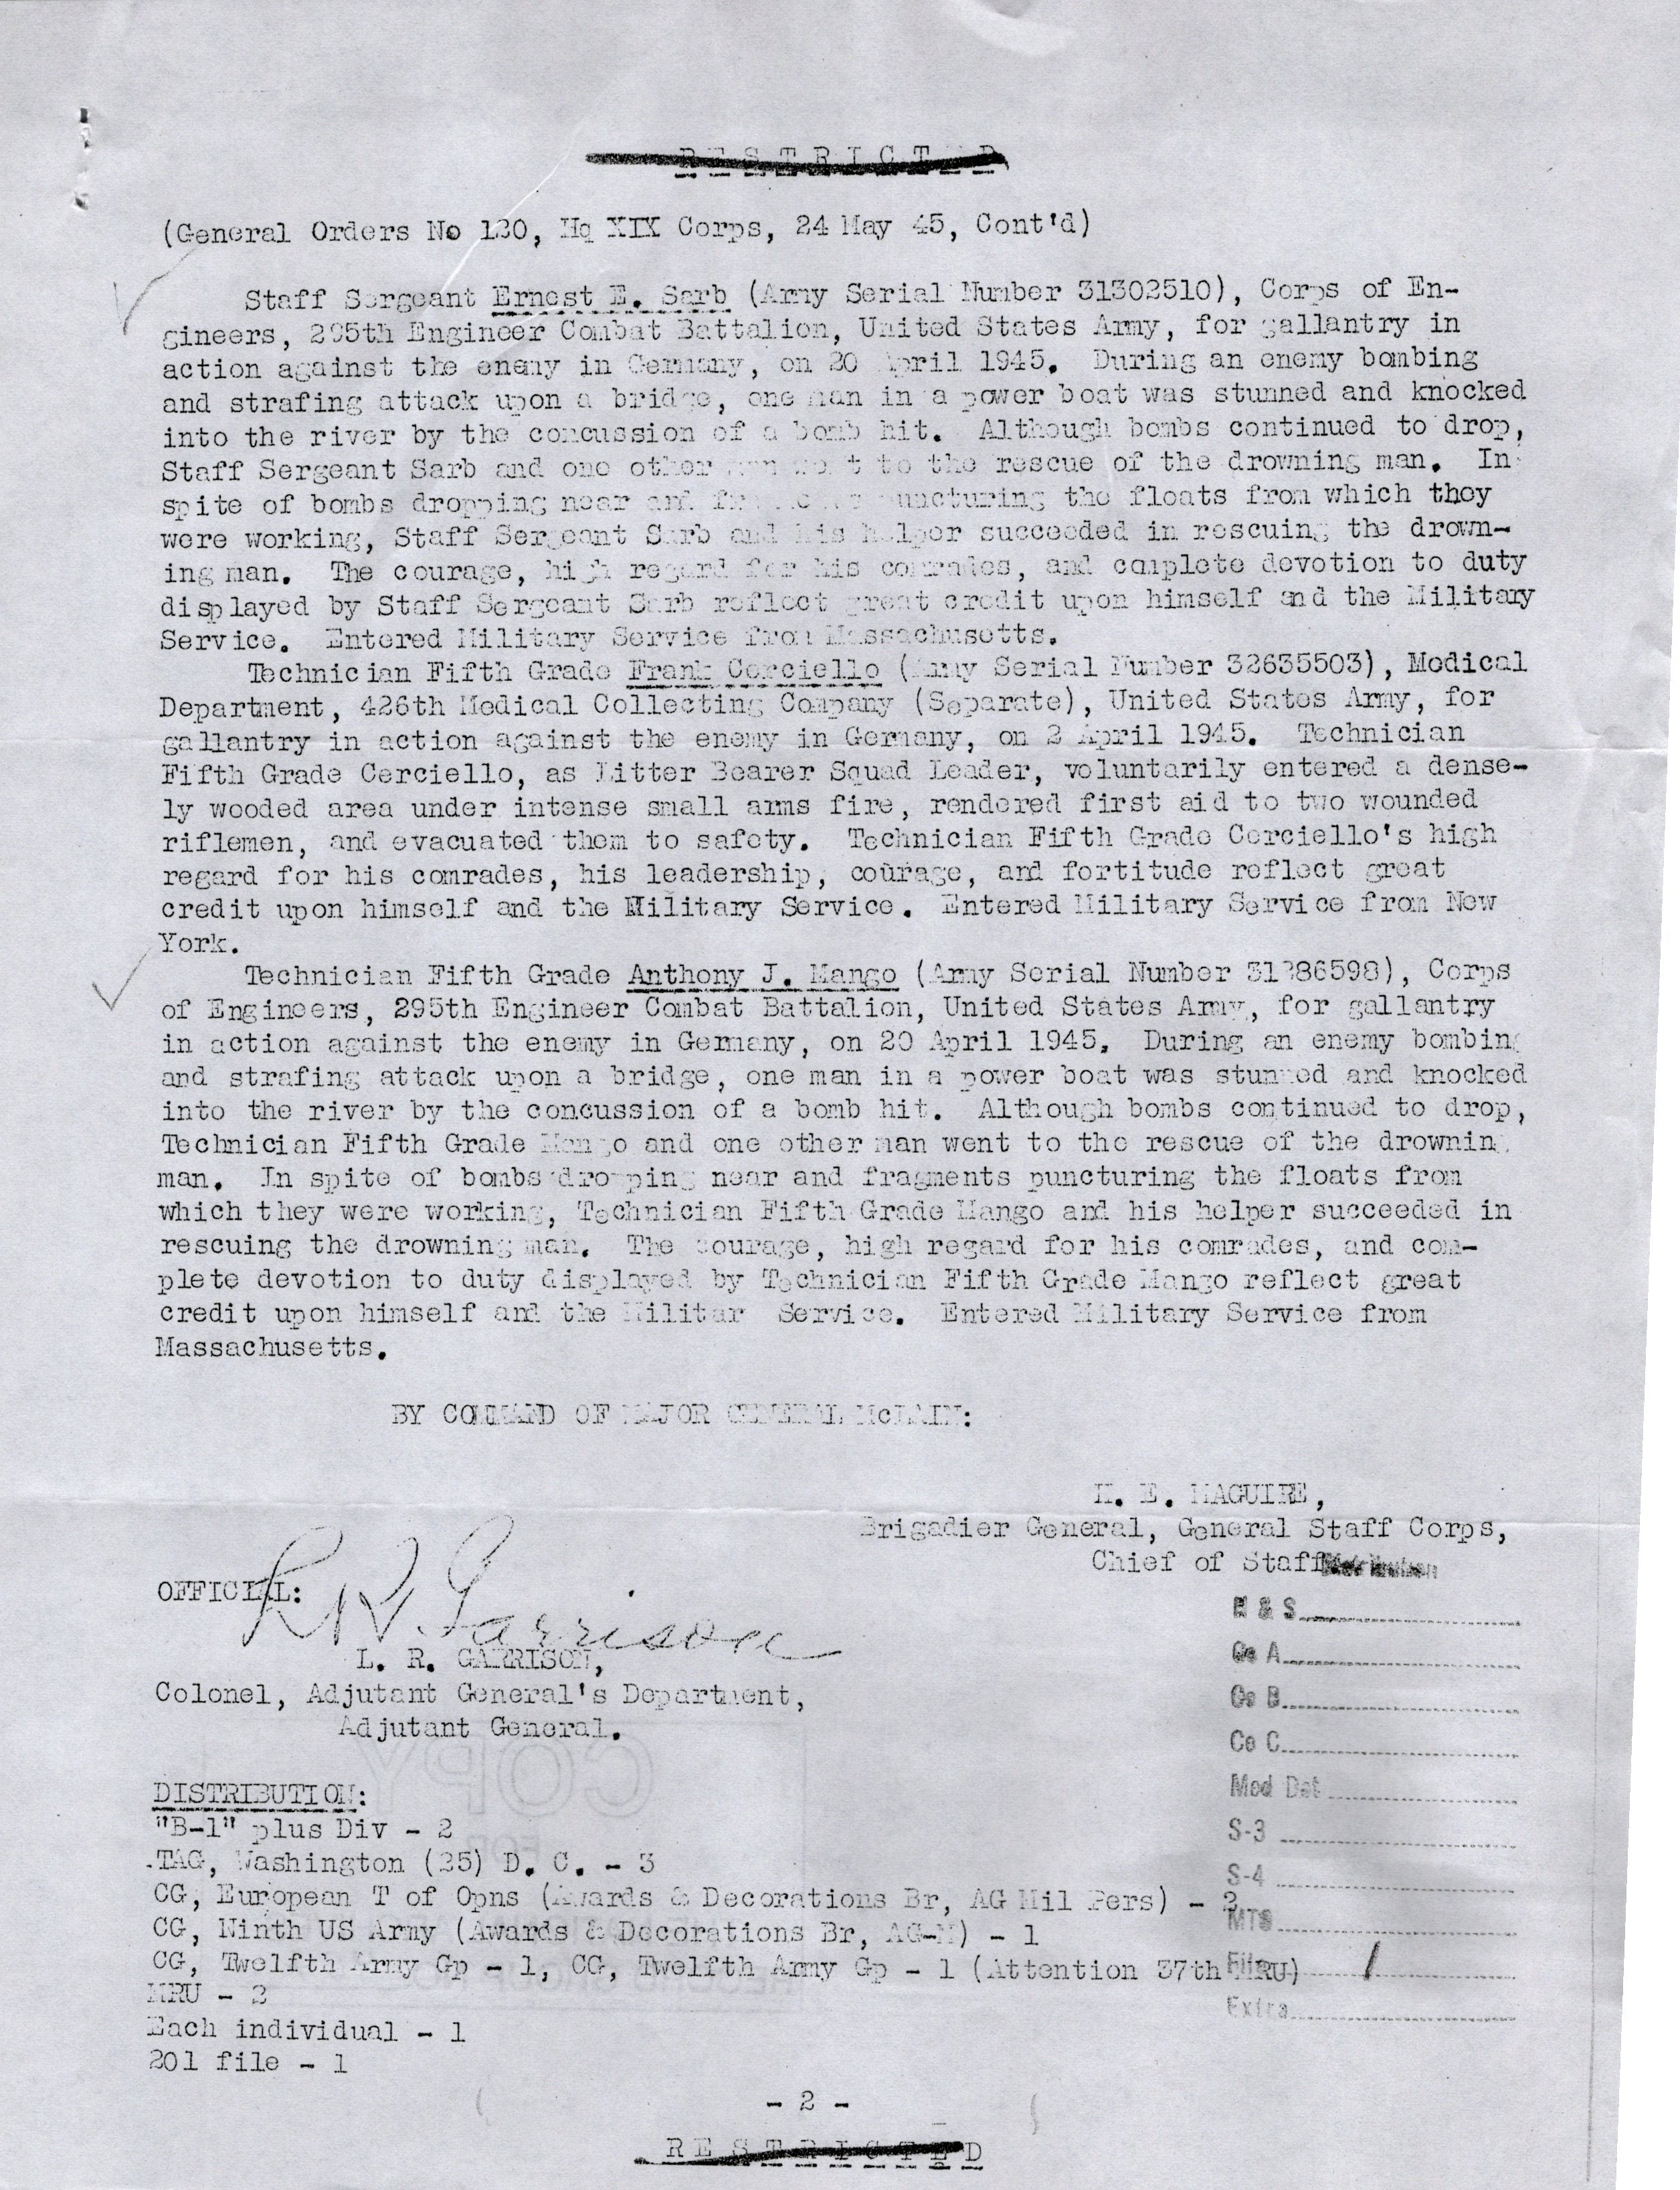 RESTRICTED
(General Orders No 120, Hq XIX Corps, 24 May 45, Cont'd)
Staff Sergeant Ernest E. Sarb (Army Serial Number 31302510), Corps of En-
gineers, 295th Engineer Combat Battalion, United States Army, for gallantry in
action against the enemy in Germany, on 20 April 1945. During an enemy bombing
and strafing attack upon a bridge, one man in a power boat was stunned and knocked
into the river by the concussion of a bomb hit. Although bombs continued to drop,
Staff Sergeant Sarb and one other man went to the rescue of the drowning man. In
spite of bombs dropping near and fragments puncturing the floats from which they
were working, Staff Sergeant Sarb and his helper succeeded in rescuing the drown-
ing man. The courage, high regard for his comrades, and complete devotion to duty
displayed by Staff Sergeant Sarb reflect great credit upon himself and the Military
Service. Entered Military Service from Massachusetts.
Technician Fifth Grade Frank Cerciello (Army Serial Number 32635503), Medical
Department, 426th Medical Collecting Company (Separate), United States Army, for
gallantry in action against the enemy in Germany, on 2 April 1945. Technician
Fifth Grade Cerciello, as Litter Bearer Squad Leader, voluntarily entered a dense-
ly wooded area under intense small arms fire, rendered first aid to two wounded
riflemen, and evacuated them to safety. Technician Fifth Grade Cerciello's high
regard for his comrades, his leadership, courage, and fortitude reflect great
credit upon himself and the Military Service. Entered Military Service from New
York.
Technician Fifth Grade Anthony J. Mango (Army Serial Number Corps
of Engineers, 295th Engineer Combat Battalion, United States Army, for gallantry
in action against the enemy in Germany, on 20 April 1945. During an enemy bombing
and strafing attack upon a bridge, one man in a power boat was stunned and knocked
into the river by the concussion of a bomb hit. Although bombs continued to drop,
Technician Fifth Grade Mango and one other man went to the rescue of the drowning
man. In spite of bombs dropping near and fragments puncturing the floats from
which they were working, Technician Fifth Grade Mango and his helper succeeded in
rescuing the drowning man. The courage, high regard for his comrades, and com-
plete devotion to duty displayed by Technician Fifth Grade Mango reflect great
credit upon himself and the Military Service. Entered Military Service from
Massachusetts.
BY COMMAND OF MAJOR GENERAL McLAIN:
H. E. MAGUIRE,
Brigadier General, General Staff Corps,
Chief of Staff
OFFICIAL:
L. R. Garrison
L. R. GARRISON,
Colonel, Adjutant General's Department,
Adjutant General.
H & S
Co A
Co B
Co C
Med Det
S-3
S-4
MTO
File 1
Extra
COPY
FOR
DISTRIBUTION:
"B-1" plus Div - 2
TAG, Washington (25) D. C. - 3
CG, European T of Opns (Awards & Decorations Br, AG Mil Pers) - 2
CG, Ninth US Army (Awards & Decorations Br, AG-M) - 1
CG, Twelfth Army Gp - 1, CG, Twelfth Army Gp - 1 (Attention 37th MRU)
MRU - 2
Each individual - 1
201 file - 1
- 2 -
RESTRICTED